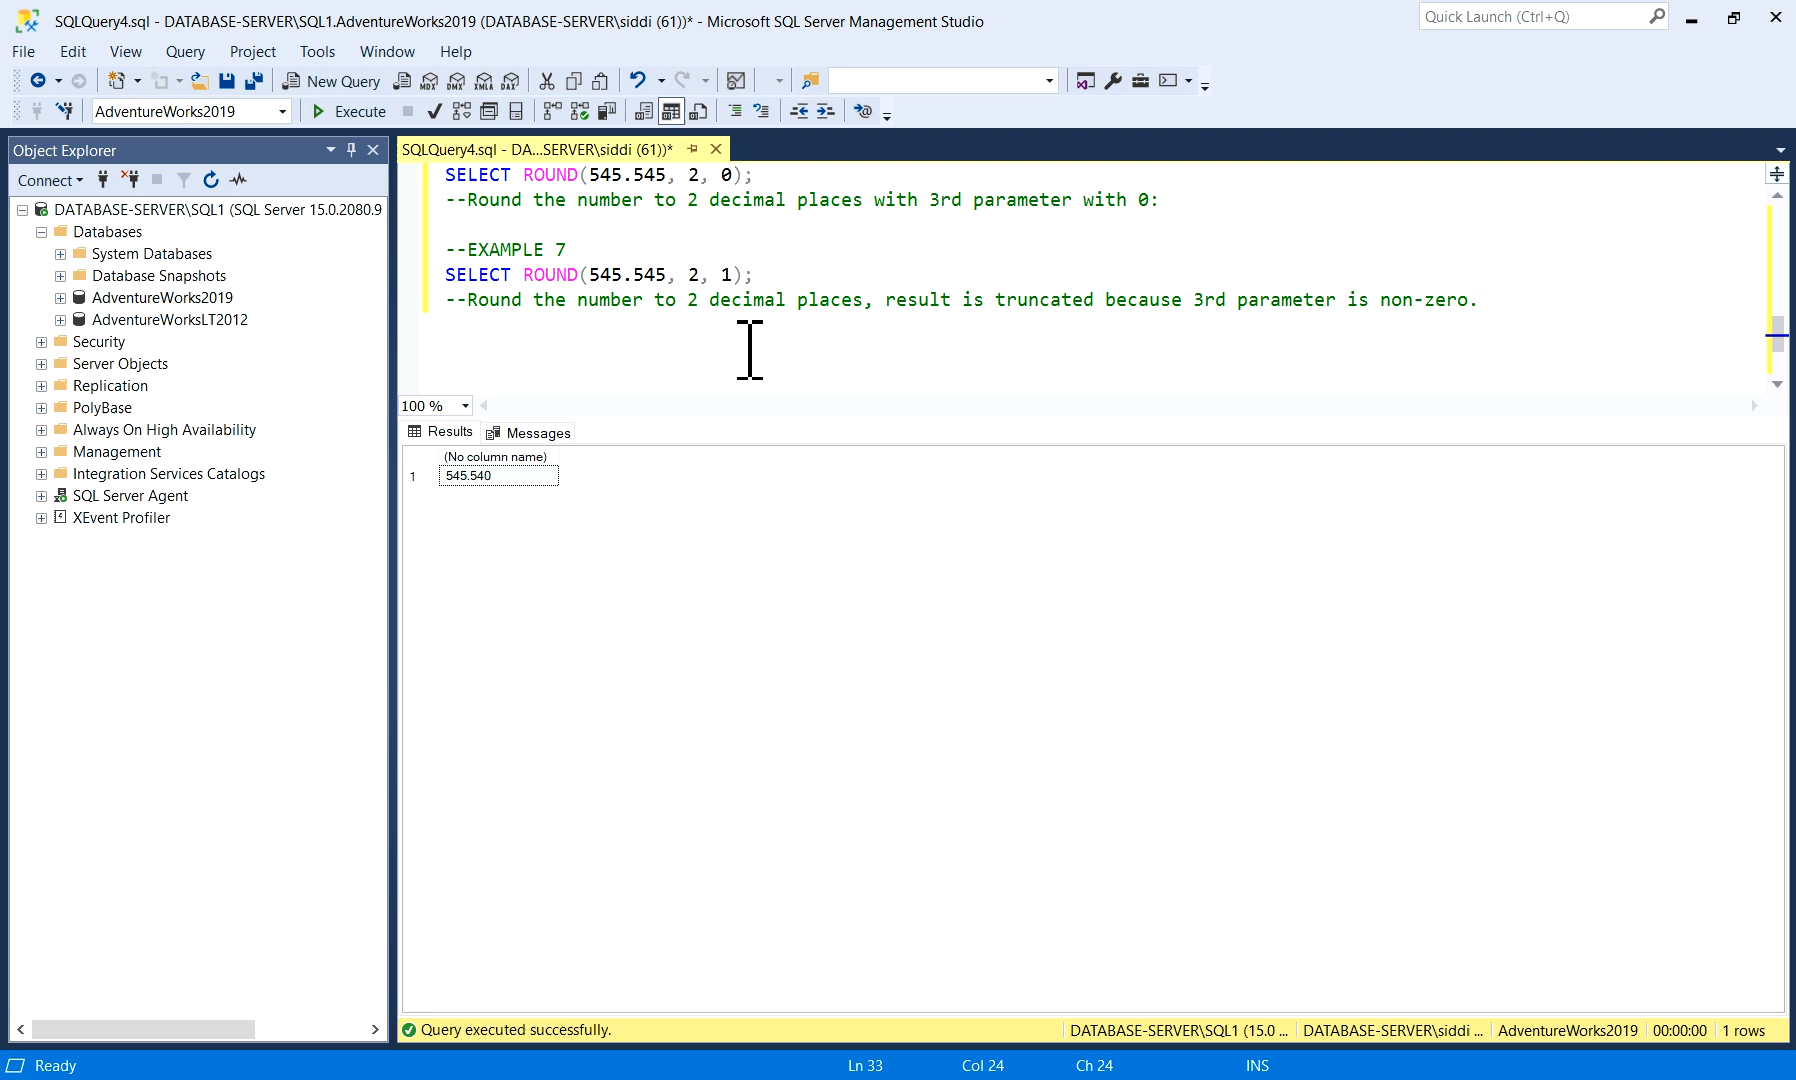 SQLQuery4.sql - DATABASE-SERVER\SQL1.AdventureWorks2019 (DATABASE-SERVER\siddi (61))* - Microsoft SQL Server Management Studio
Quick Launch (Ctrl+Q)
File Edit View Query Project Tools Window Help
New Query MDX DMX XMLA DAX
AdventureWorks2019 Execute
Object Explorer
Connect
DATABASE-SERVER\SQL1 (SQL Server 15.0.2080.9
Databases
System Databases
Database Snapshots
AdventureWorks2019
AdventureWorksLT2012
Security
Server Objects
Replication
PolyBase
Always On High Availability
Management
Integration Services Catalogs
SQL Server Agent
XEvent Profiler
SQLQuery4.sql - DA...SERVER\siddi (61))*
SELECT ROUND(545.545, 2, 0);
--Round the number to 2 decimal places with 3rd parameter with 0:
--EXAMPLE 7
SELECT ROUND(545.545, 2, 1);
--Round the number to 2 decimal places, result is truncated because 3rd parameter is non-zero.
100 %
Results Messages
(No column name)
1 545.540
Query executed successfully. DATABASE-SERVER\SQL1 (15.0 ... DATABASE-SERVER\siddi ... AdventureWorks2019 00:00:00 1 rows
Ready Ln 33 Col 24 Ch 24 INS